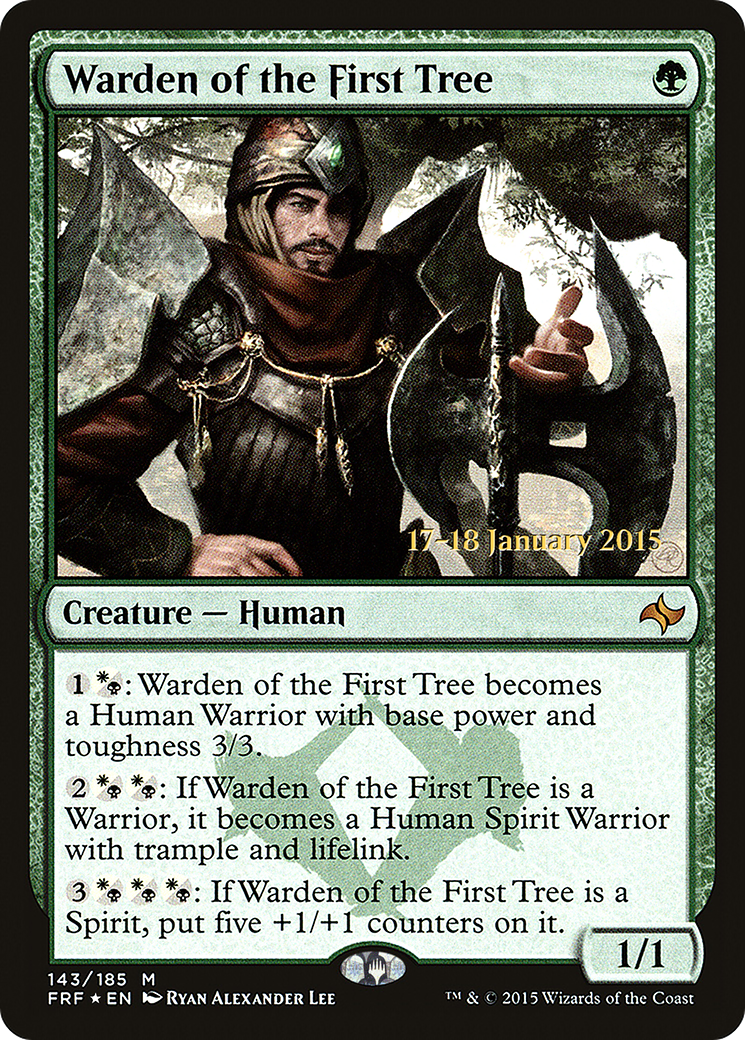 Warden of the First Tree
17-18 January 2015
Creature — Human
1 : Warden of the First Tree becomes
a Human Warrior with base power and
toughness 3/3.
2 : If Warden of the First Tree is a
Warrior, it becomes a Human Spirit Warrior
with trample and lifelink.
3 : If Warden of the First Tree is a
Spirit, put five +1/+1 counters on it.
1/1
143/185 M
FRF ★ EN Ryan Alexander Lee
™ & © 2015 Wizards of the Coast